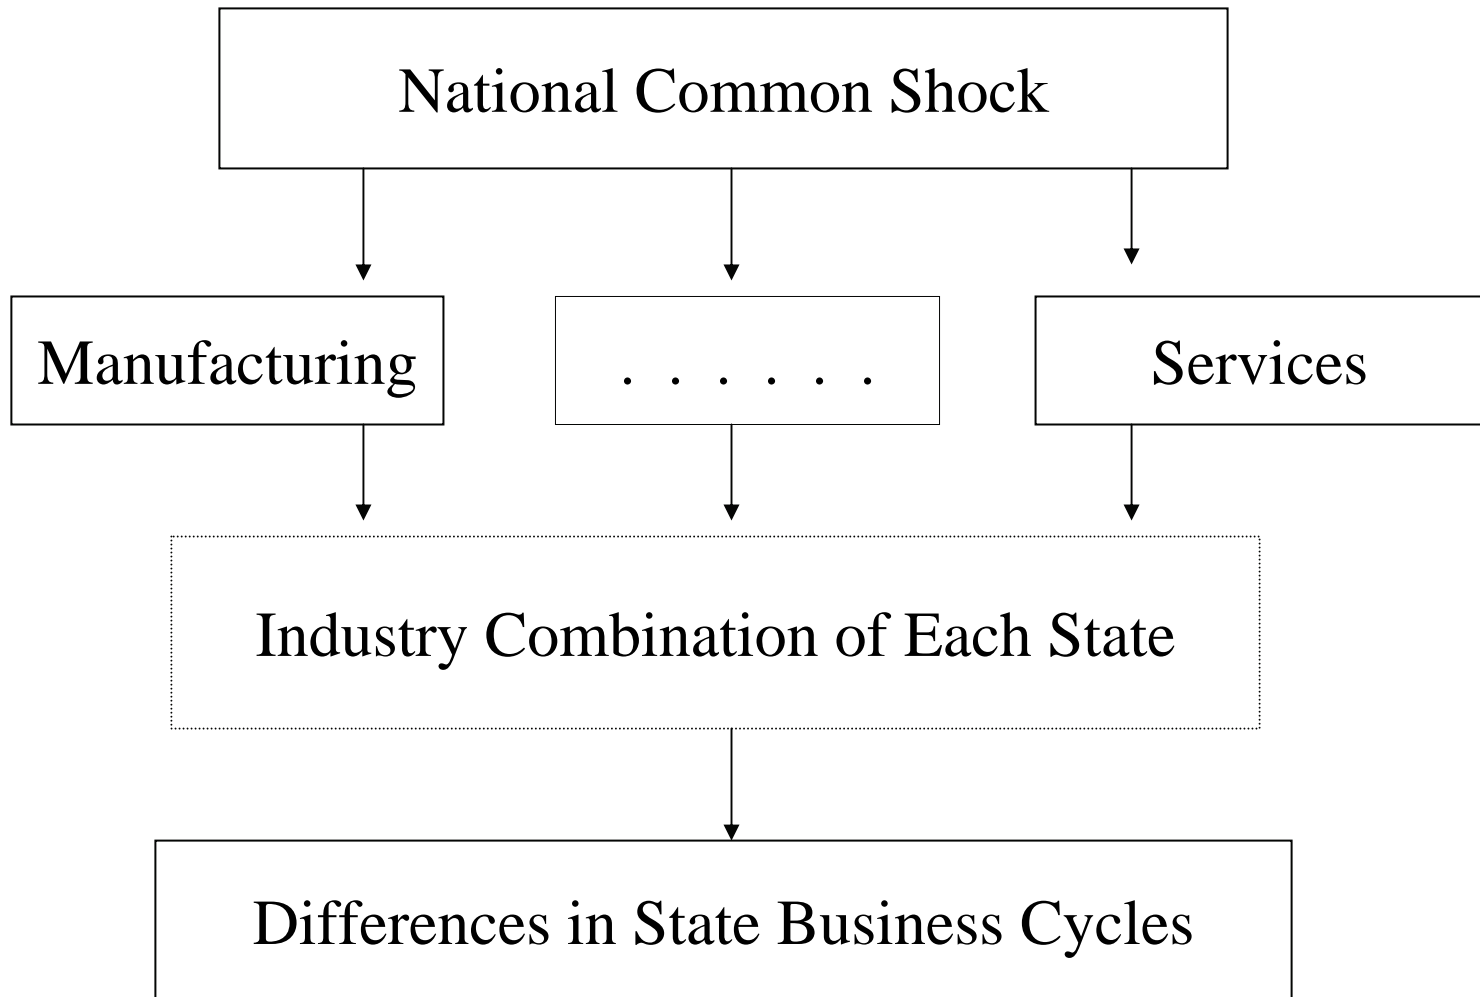 National Common Shock
Manufacturing
. . . . . .
Services
Industry Combination of Each State
Differences in State Business Cycles